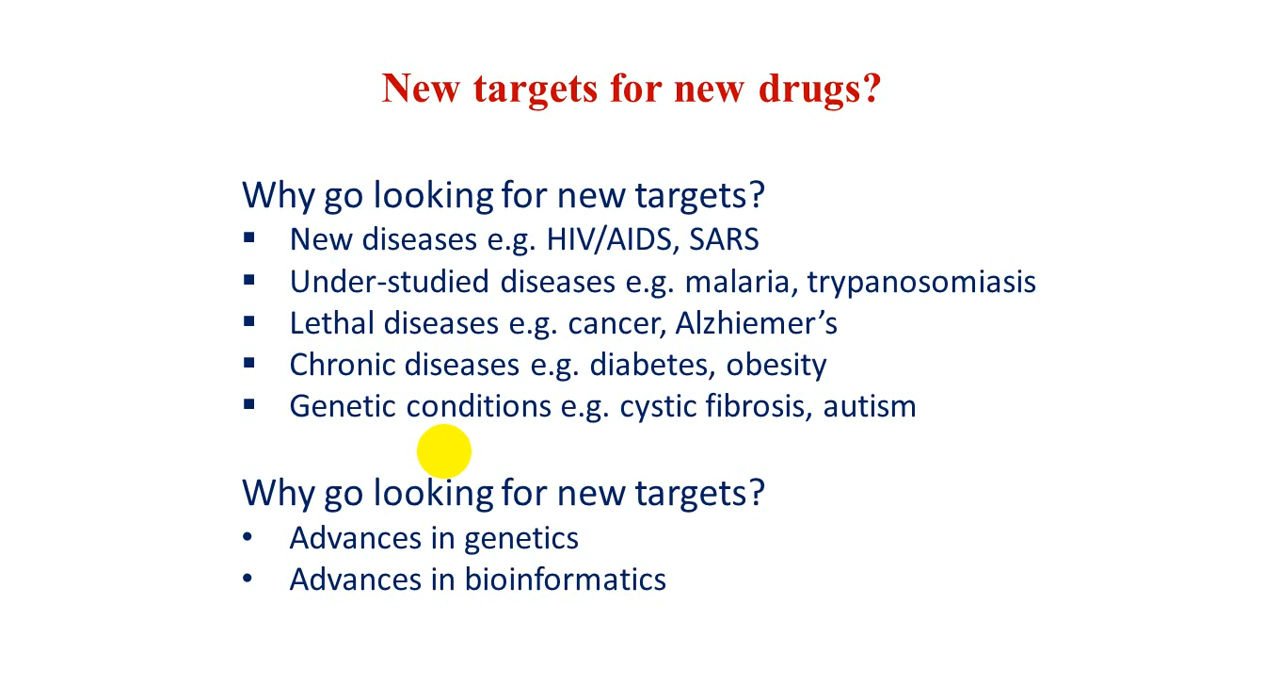 New targets for new drugs?
Why go looking for new targets?
▪ New diseases e.g. HIV/AIDS, SARS
▪ Under-studied diseases e.g. malaria, trypanosomiasis
▪ Lethal diseases e.g. cancer, Alzhiemer’s
▪ Chronic diseases e.g. diabetes, obesity
▪ Genetic conditions e.g. cystic fibrosis, autism
Why go looking for new targets?
• Advances in genetics
• Advances in bioinformatics